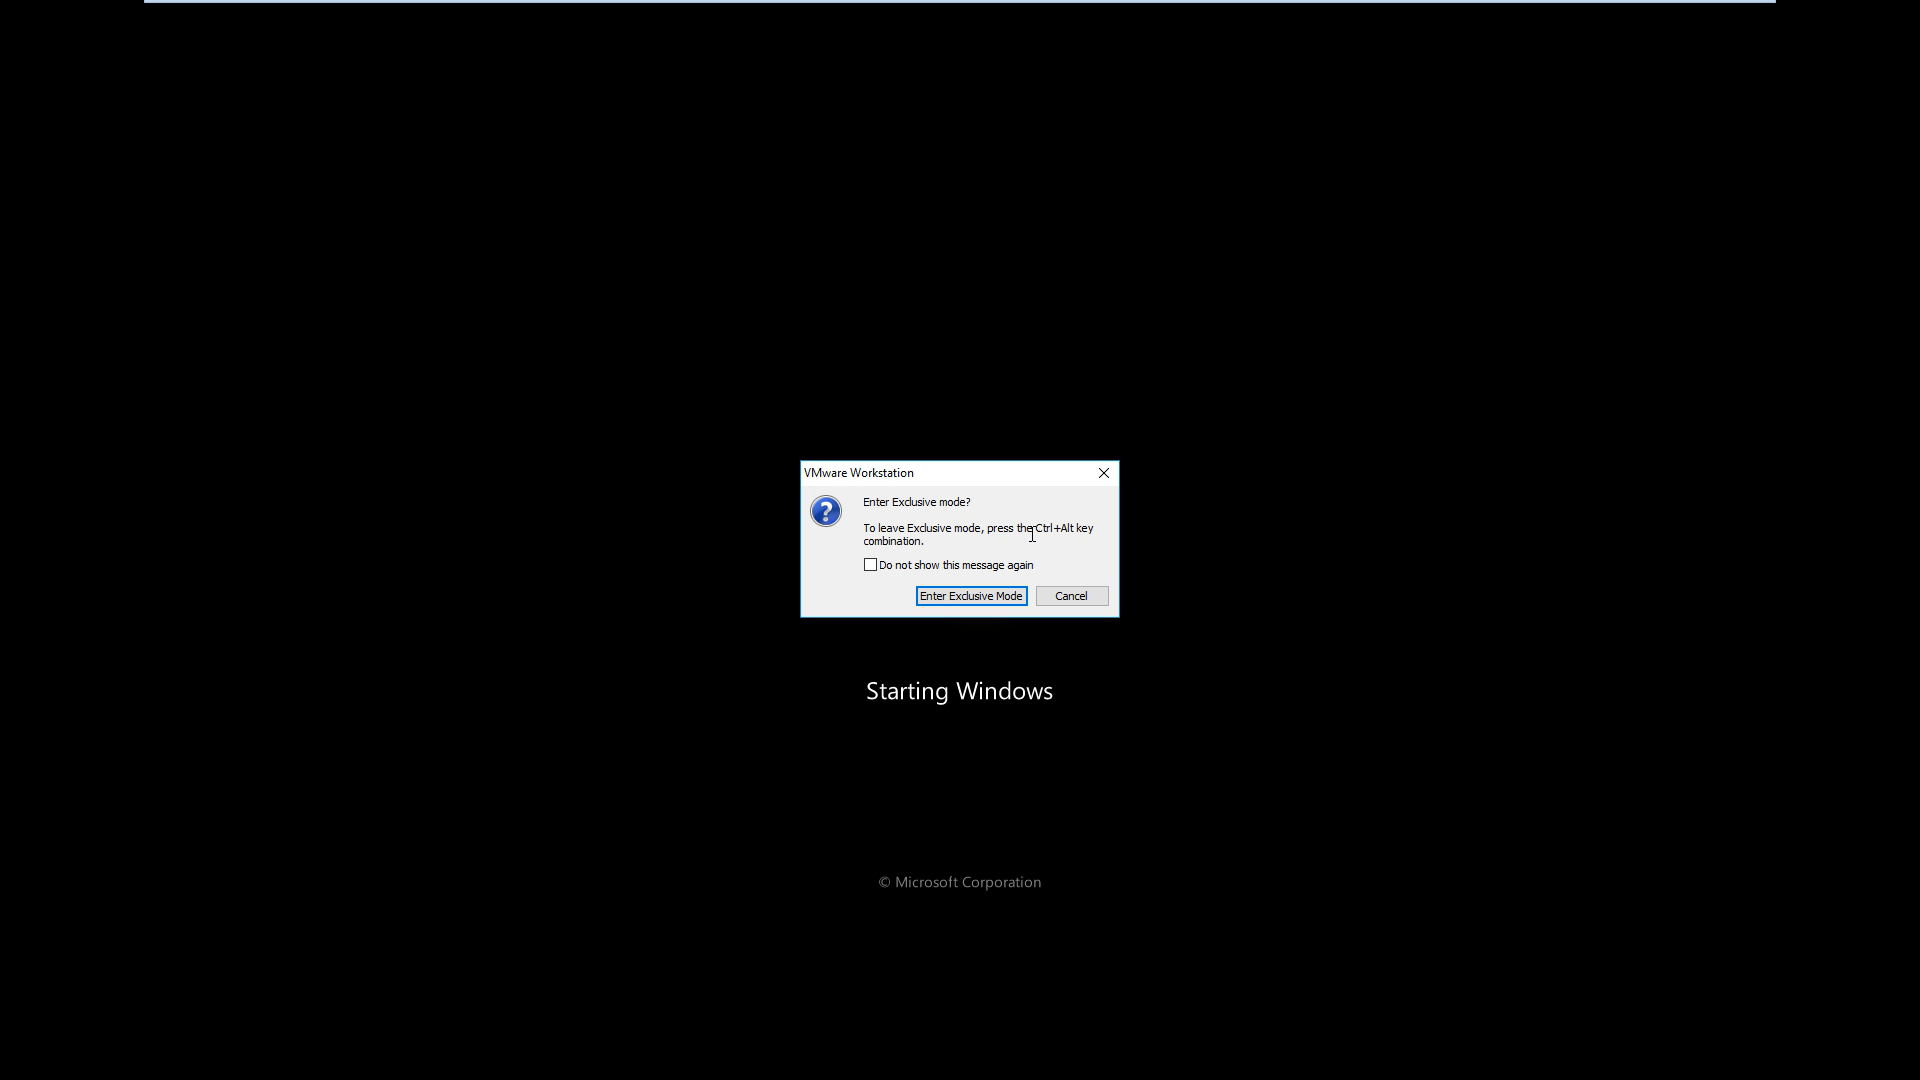 VMware Workstation
Enter Exclusive mode?
To leave Exclusive mode, press the Ctrl+Alt key
combination.
Do not show this message again
Enter Exclusive Mode
Cancel
Starting Windows
© Microsoft Corporation